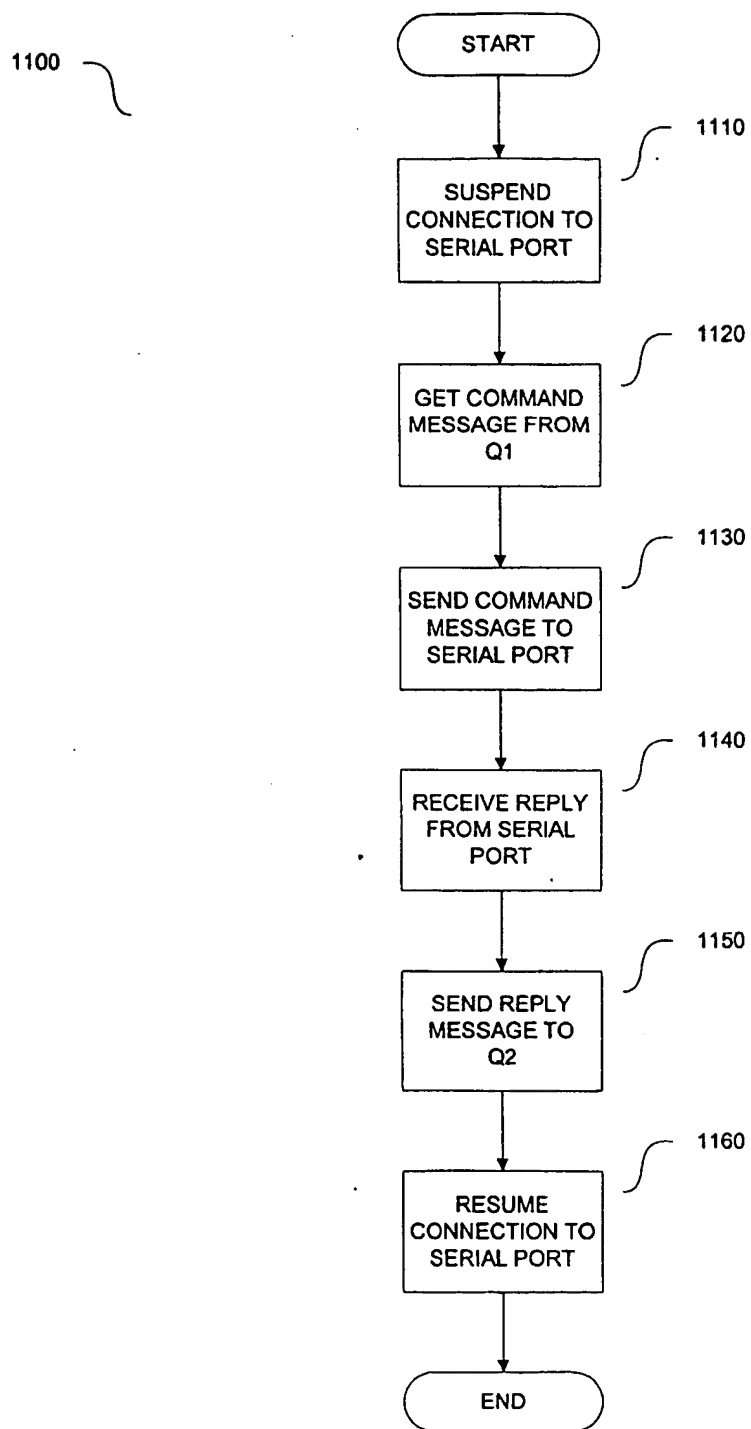 START
1100
1110
SUSPEND
CONNECTION TO
SERIAL PORT
1120
GET COMMAND
MESSAGE FROM
Q1
1130
SEND COMMAND
MESSAGE TO
SERIAL PORT
1140
RECEIVE REPLY
FROM SERIAL
PORT
1150
SEND REPLY
MESSAGE TO
Q2
1160
RESUME
CONNECTION TO
SERIAL PORT
END